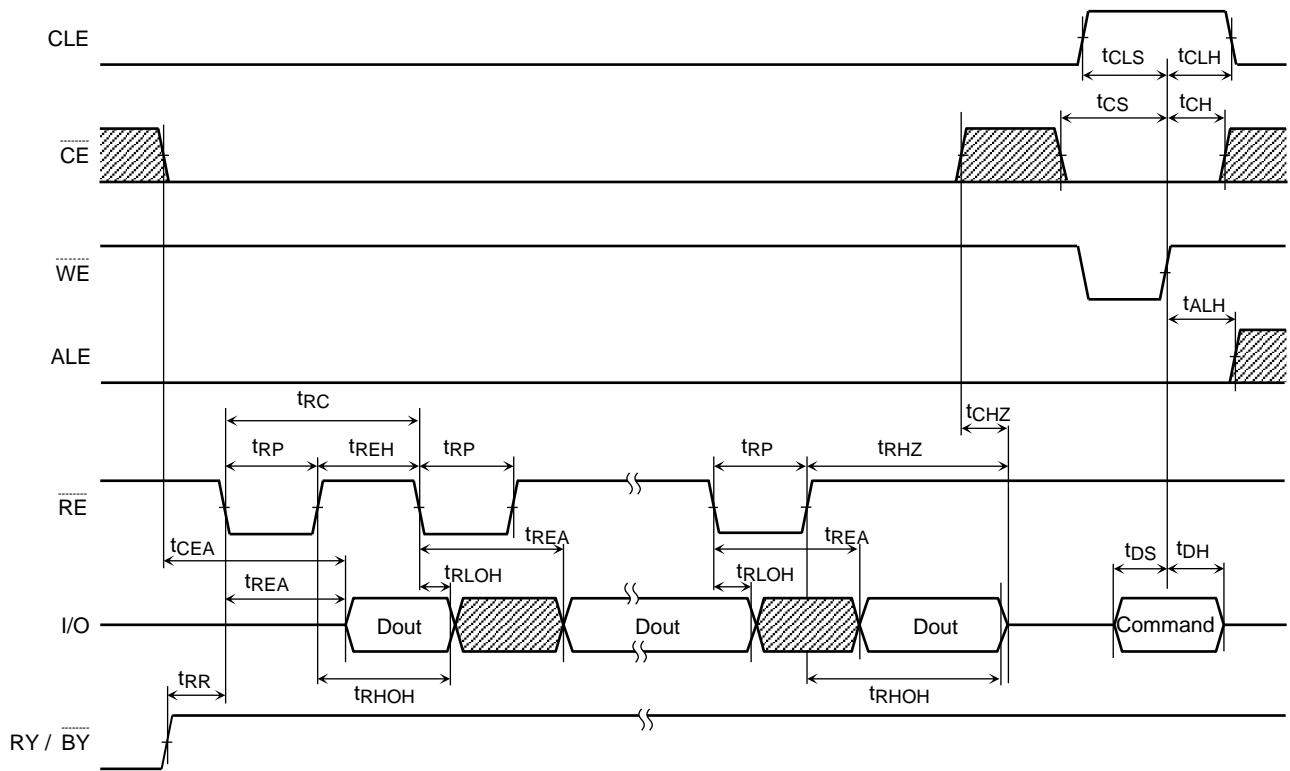 CLE
tCLS tCLH
tCS tCH
CE
WE
tALH
ALE
tRC
tCHZ
tRP tREH tRP tRP tRHZ
RE
tCEA tREA tREA
tREA tRLOH tRLOH tDS tDH
I/O Dout Dout Dout Command
tRHOH tRHOH
tRR
RY / BY